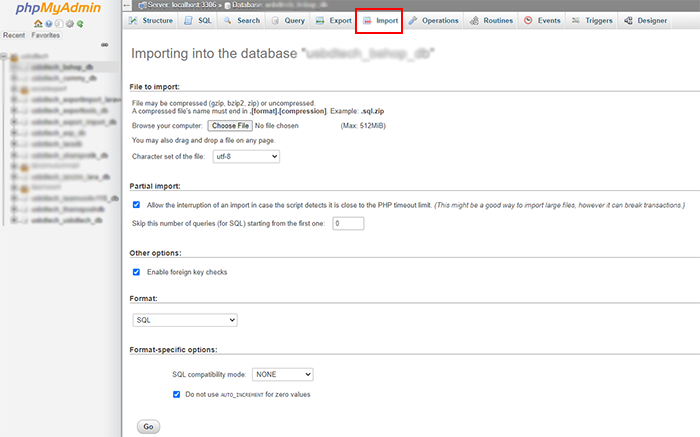 phpMyAdmin
Recent Favorites
Server: localhost:3306 » Database:
Structure SQL Search Query Export Import Operations Routines Events Triggers Designer
Importing into the database "
File to import:
File may be compressed (gzip, bzip2, zip) or uncompressed.
A compressed file's name must end in .[format].[compression]. Example: .sql.zip
Browse your computer: Choose File No file chosen (Max: 512MiB)
You may also drag and drop a file on any page.
Character set of the file: utf-8
Partial import:
Allow the interruption of an import in case the script detects it is close to the PHP timeout limit. (This might be a good way to import large files, however it can break transactions.)
Skip this number of queries (for SQL) starting from the first one: 0
Other options:
Enable foreign key checks
Format:
SQL
Format-specific options:
SQL compatibility mode: NONE
Do not use AUTO_INCREMENT for zero values
Go